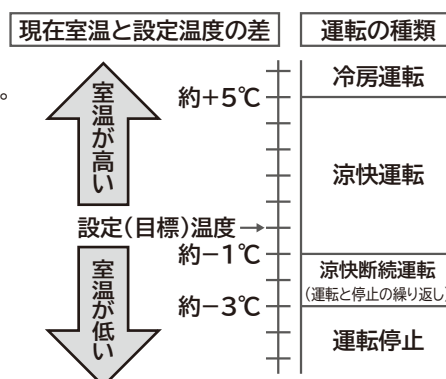 現在室温と設定温度の差
運転の種類
。
室温が高い
約＋5℃
冷房運転
涼快運転
設定(目標)温度→
約－1℃
涼快断続運転
(運転と停止の繰り返し)
室温が低い
約－3℃
運転停止